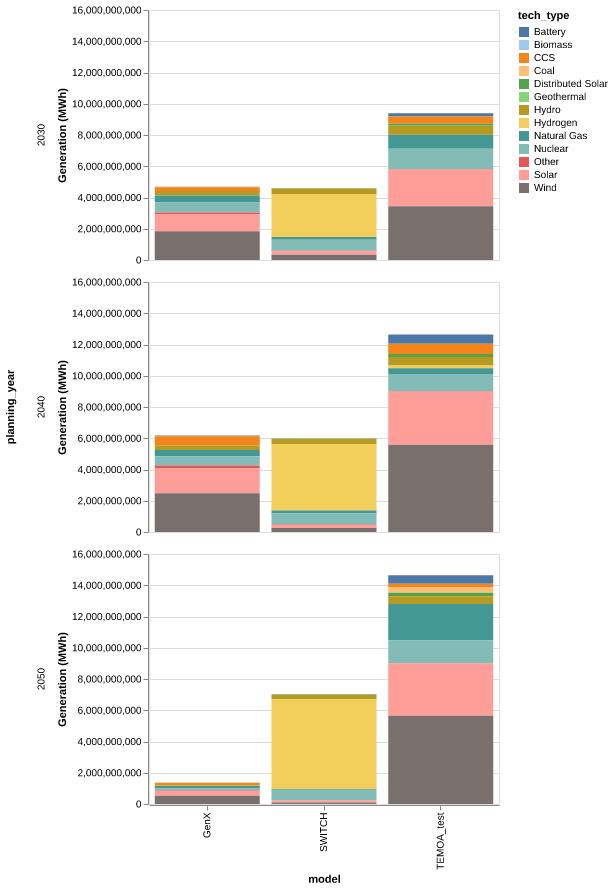 tech_type
Battery
Biomass
CCS
Coal
Distributed Solar
Geothermal
Hydro
Hydrogen
Natural Gas
Nuclear
Other
Solar
Wind
planning_year
2030
Generation (MWh)
16,000,000,000
14,000,000,000
12,000,000,000
10,000,000,000
8,000,000,000
6,000,000,000
4,000,000,000
2,000,000,000
0
2040
Generation (MWh)
16,000,000,000
14,000,000,000
12,000,000,000
10,000,000,000
8,000,000,000
6,000,000,000
4,000,000,000
2,000,000,000
0
2050
Generation (MWh)
16,000,000,000
14,000,000,000
12,000,000,000
10,000,000,000
8,000,000,000
6,000,000,000
4,000,000,000
2,000,000,000
0
GenX
SWITCH
TEMOA_test
model